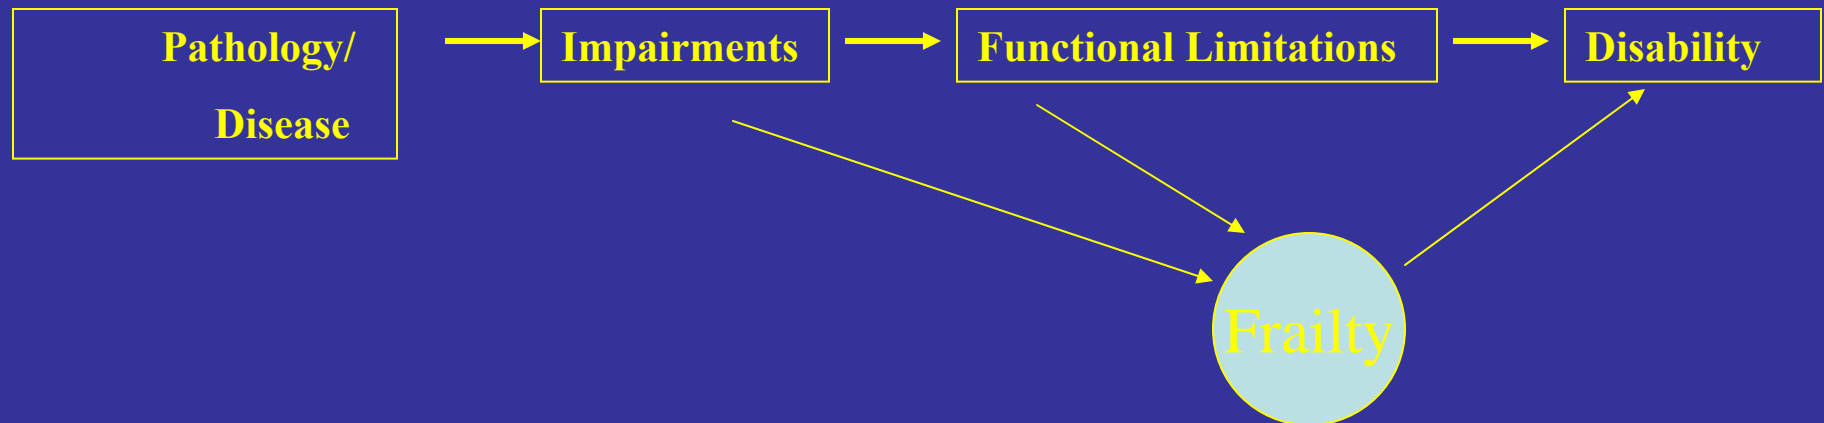 Pathology/
Disease
Impairments
Functional Limitations
Disability
Frailty